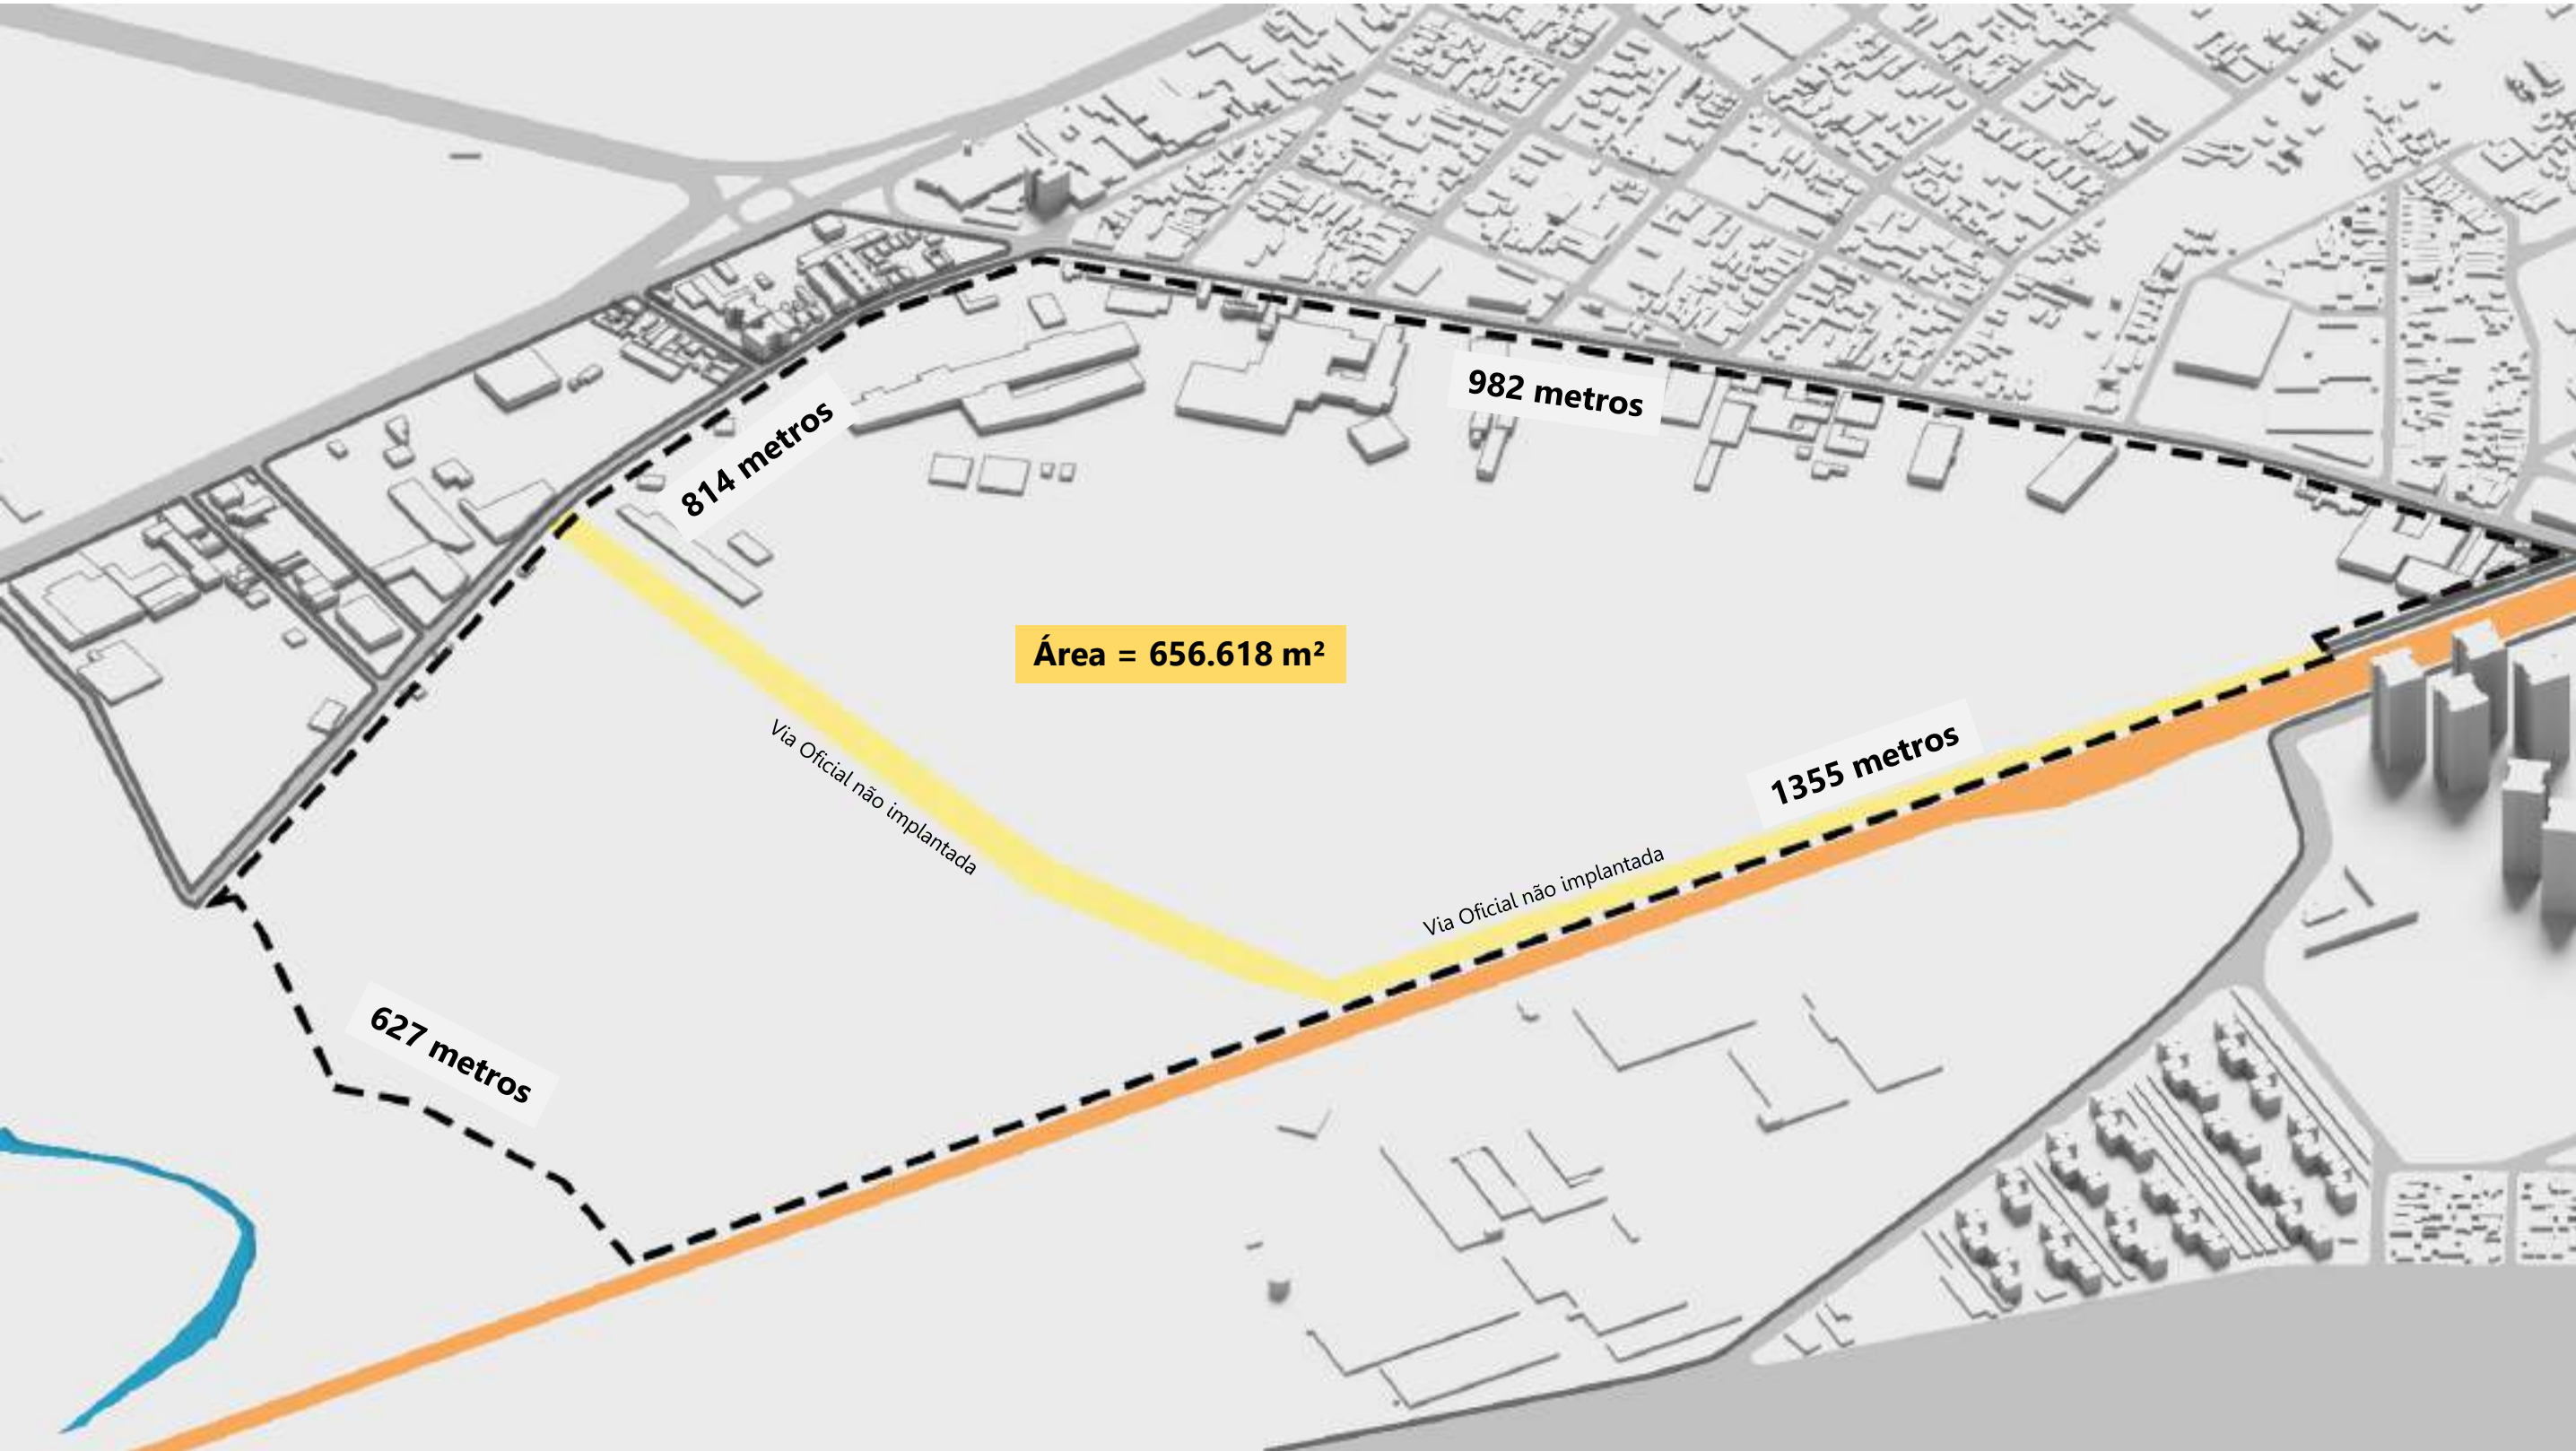 982 metros
814 metros
Área = 656.618 m²
Via Oficial não implantada
1355 metros
Via Oficial não implantada
627 metros